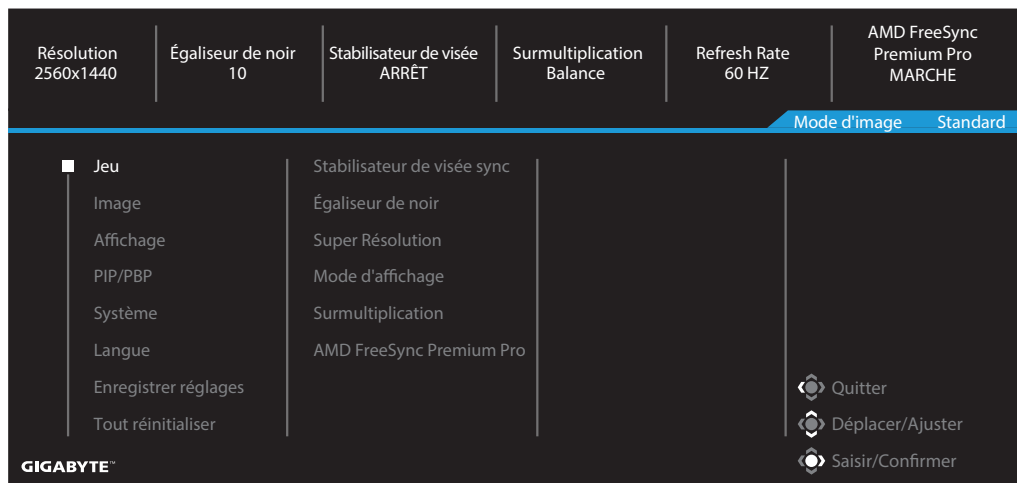 Résolution
2560x1440
Égaliseur de noir
10
Stabilisateur de visée
ARRÊT
Surmultiplication
Balance
Refresh Rate
60 HZ
AMD FreeSync
Premium Pro
MARCHE
Mode d'image Standard
Jeu
Image
Affichage
PIP/PBP
Système
Langue
Enregistrer réglages
Tout réinitialiser
Stabilisateur de visée sync
Égaliseur de noir
Super Résolution
Mode d'affichage
Surmultiplication
AMD FreeSync Premium Pro
Quitter
Déplacer/Ajuster
Saisir/Confirmer
GIGABYTE™